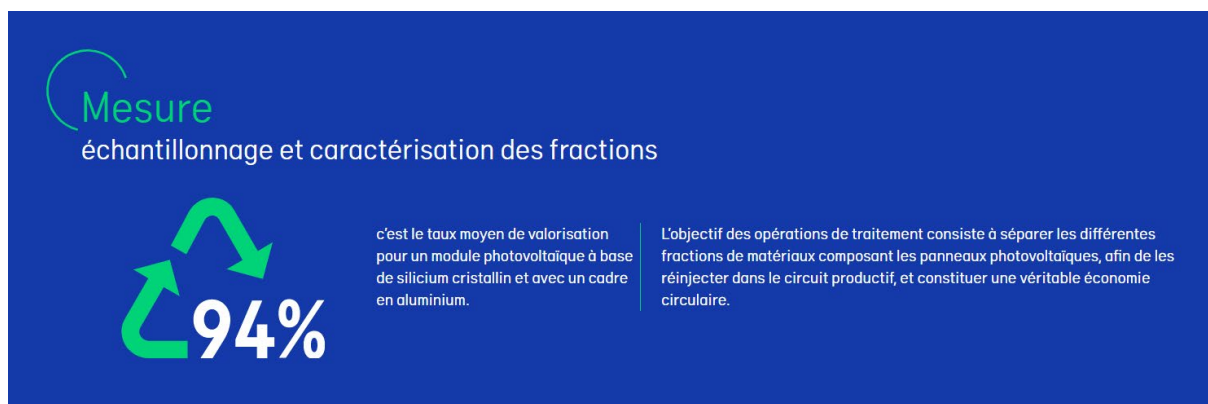 Mesure
échantillonnage et caractérisation des fractions
94%
c'est le taux moyen de valorisation
pour un module photovoltaïque à base
de silicium cristallin et avec un cadre
en aluminium.
L'objectif des opérations de traitement consiste à séparer les différentes
fractions de matériaux composant les panneaux photovoltaïques, afin de les
réinjecter dans le circuit productif, et constituer une véritable économie
circulaire.